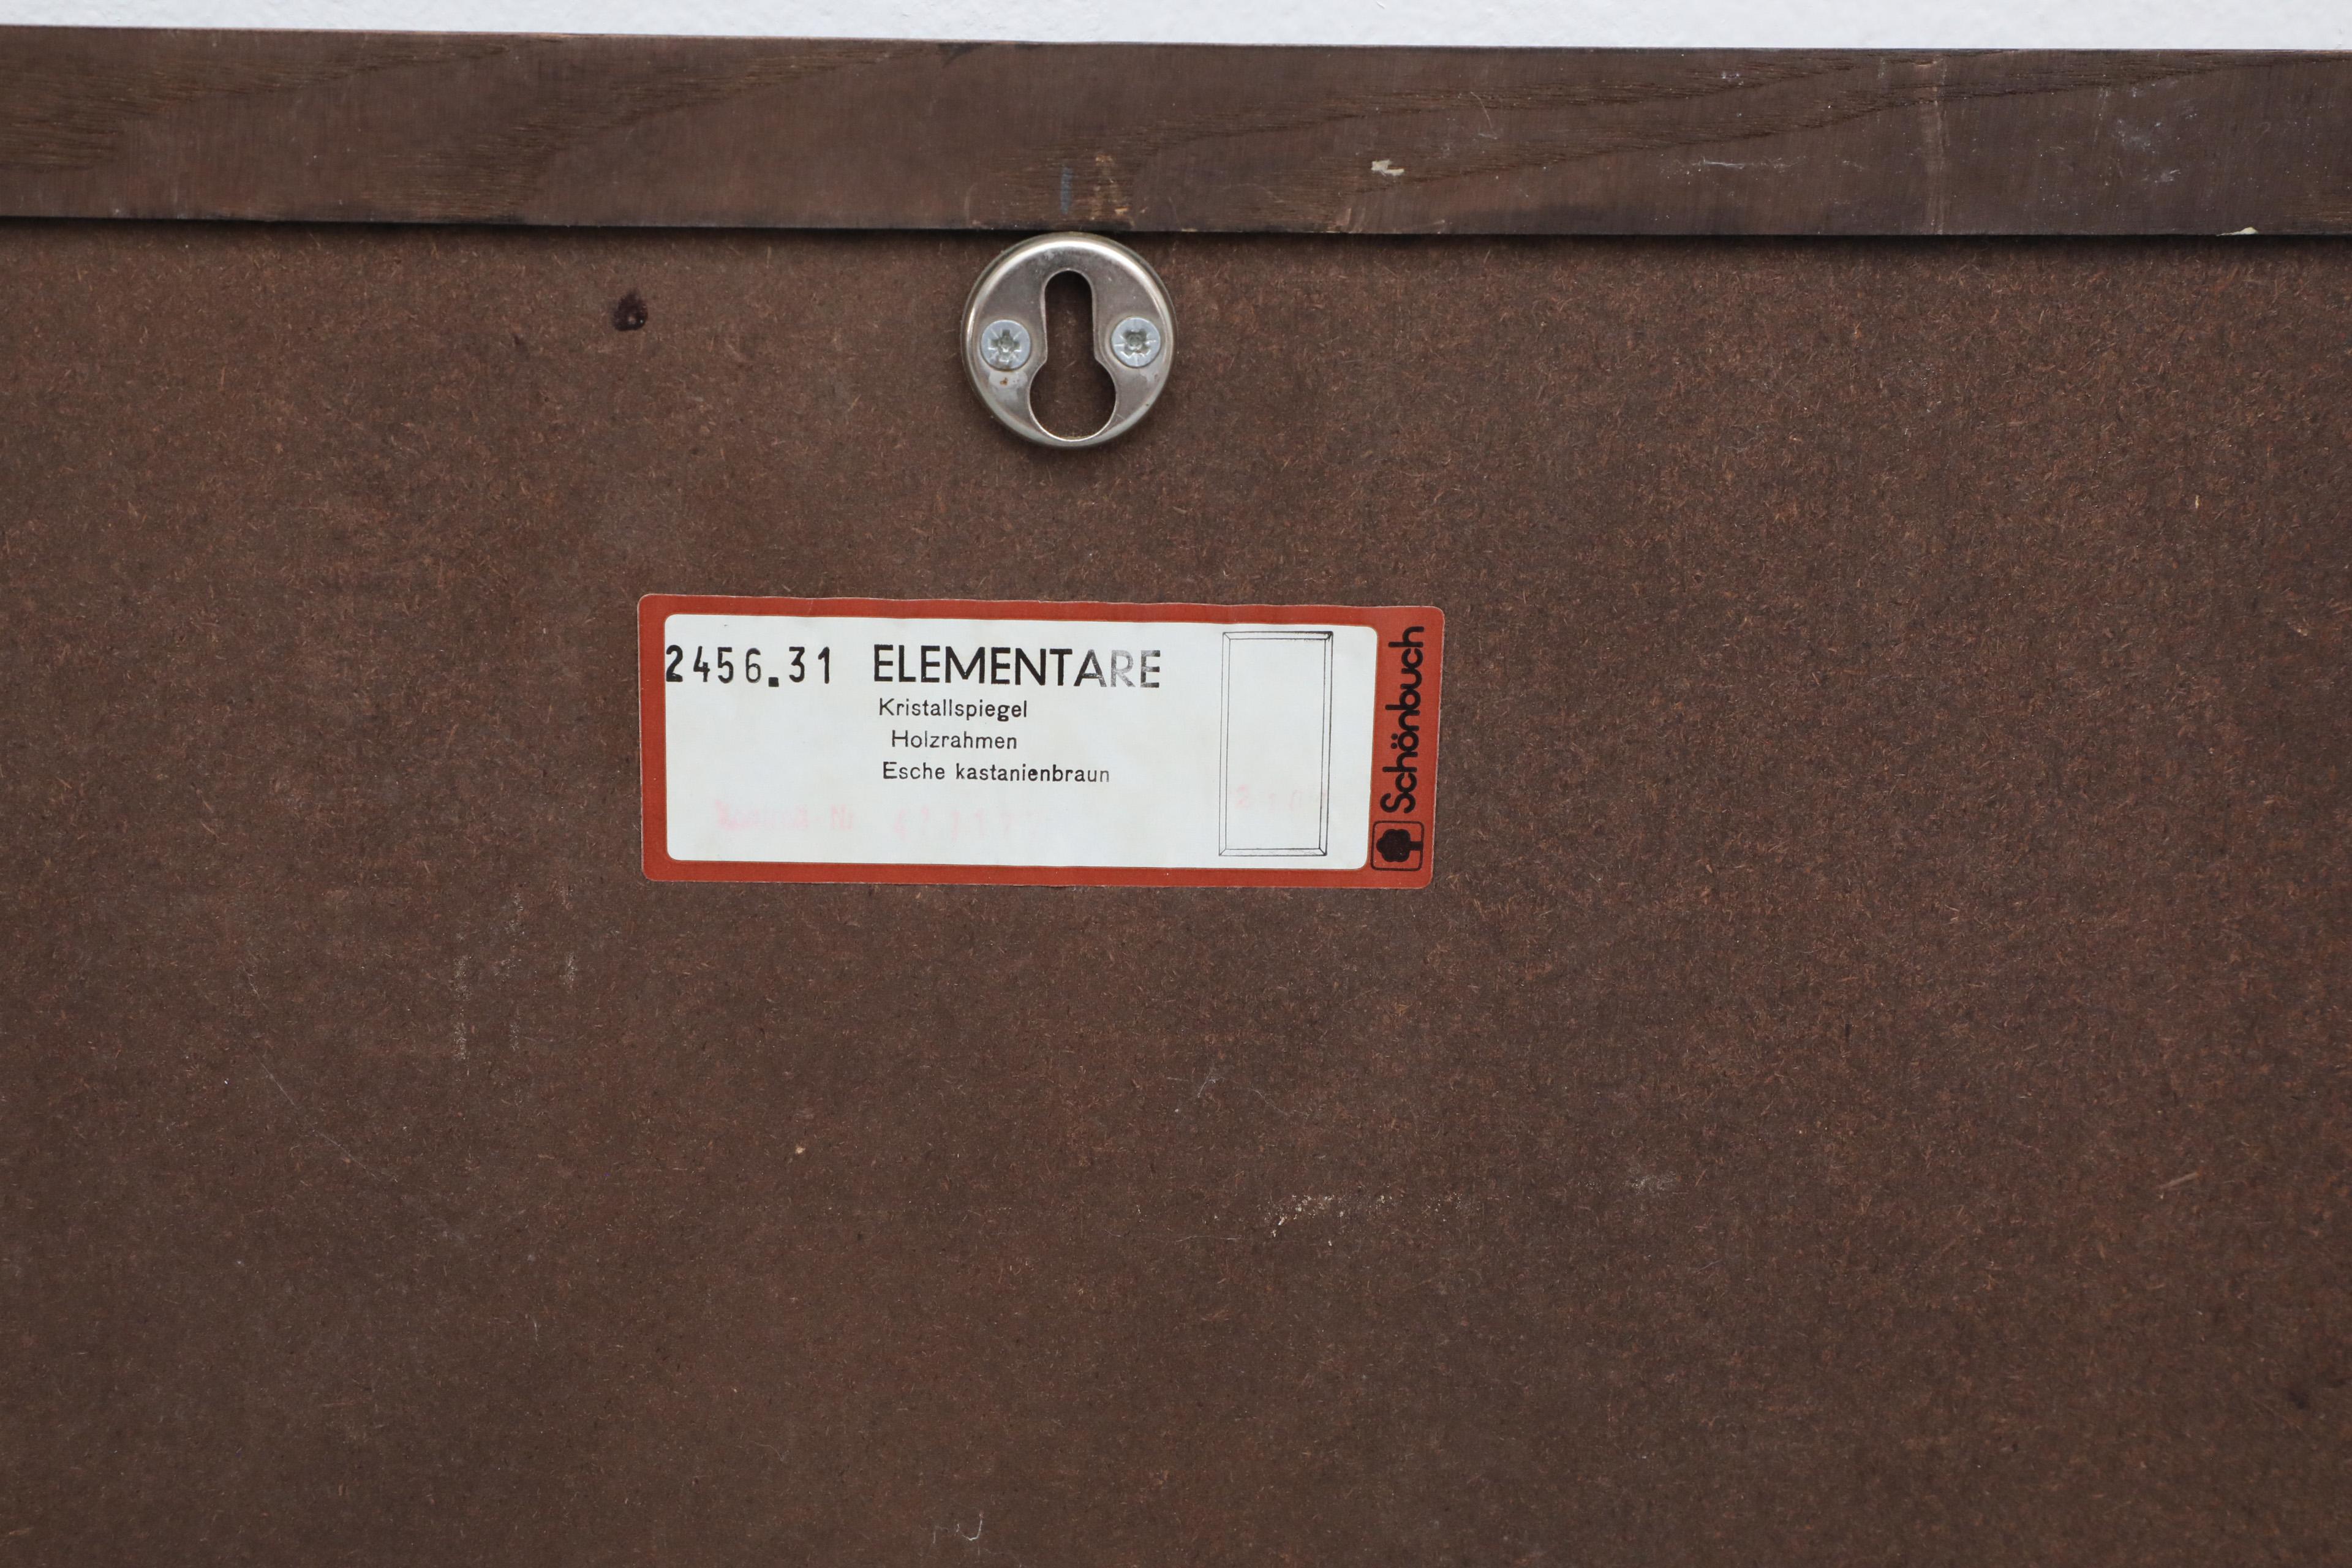 2456.31 ELEMENTARE
Kristallspiegel
Holzrahmen
Esche kastanienbraun
Schönbuch